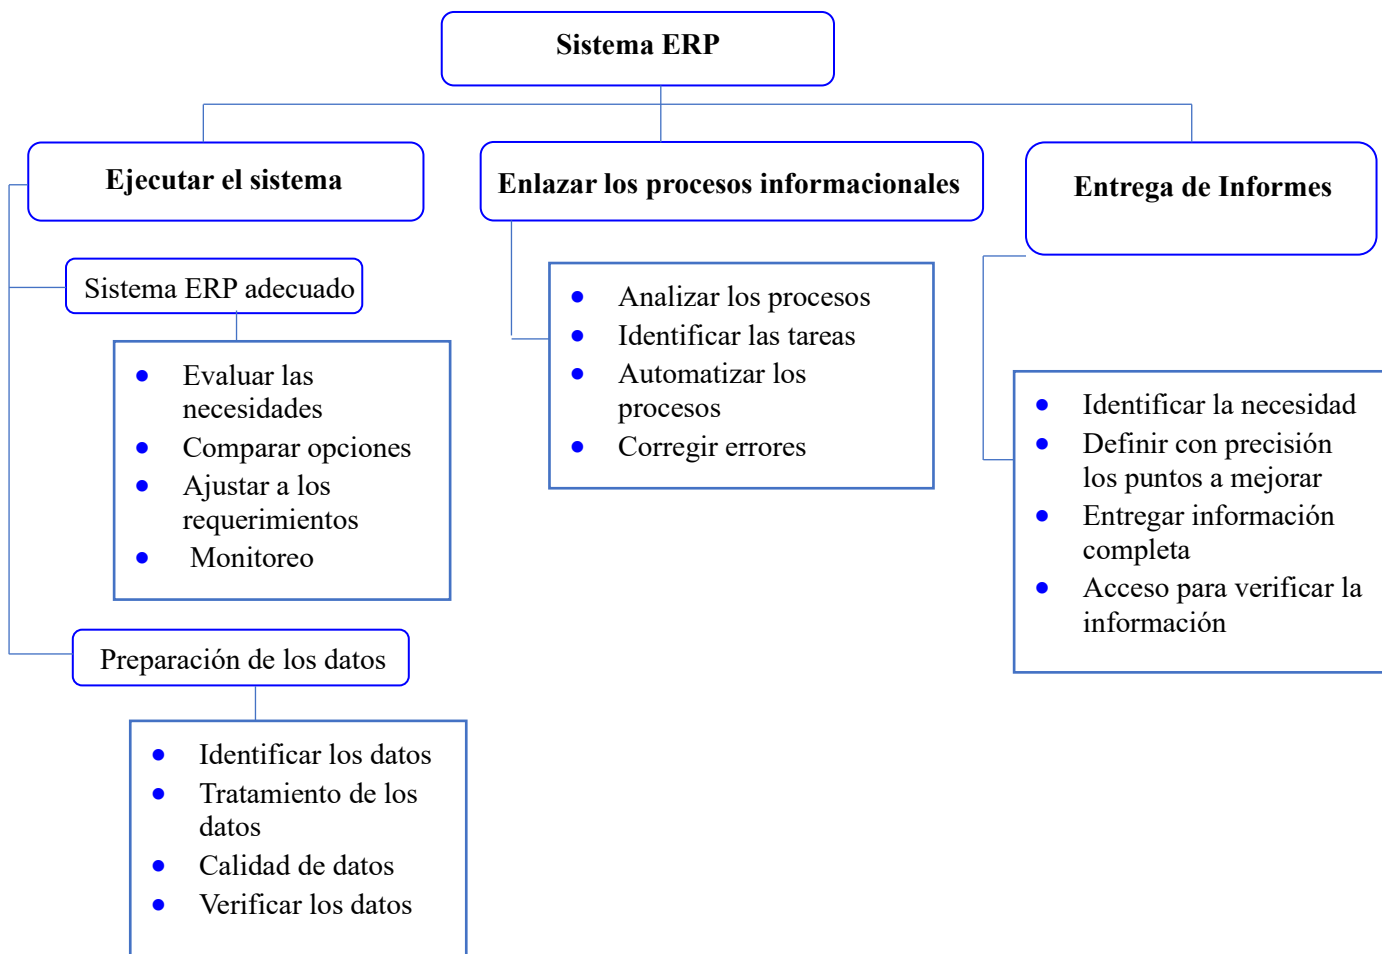 Sistema ERP
Ejecutar el sistema
Enlazar los procesos informacionales
Entrega de Informes
Sistema ERP adecuado
• Evaluar las
necesidades
• Comparar opciones
• Ajustar a los
requerimientos
• Monitoreo
Preparación de los datos
• Identificar los datos
• Tratamiento de los
datos
• Calidad de datos
• Verificar los datos
• Analizar los procesos
• Identificar las tareas
• Automatizar los
procesos
• Corregir errores
• Identificar la necesidad
• Definir con precisión
los puntos a mejorar
• Entregar información
completa
• Acceso para verificar la
información